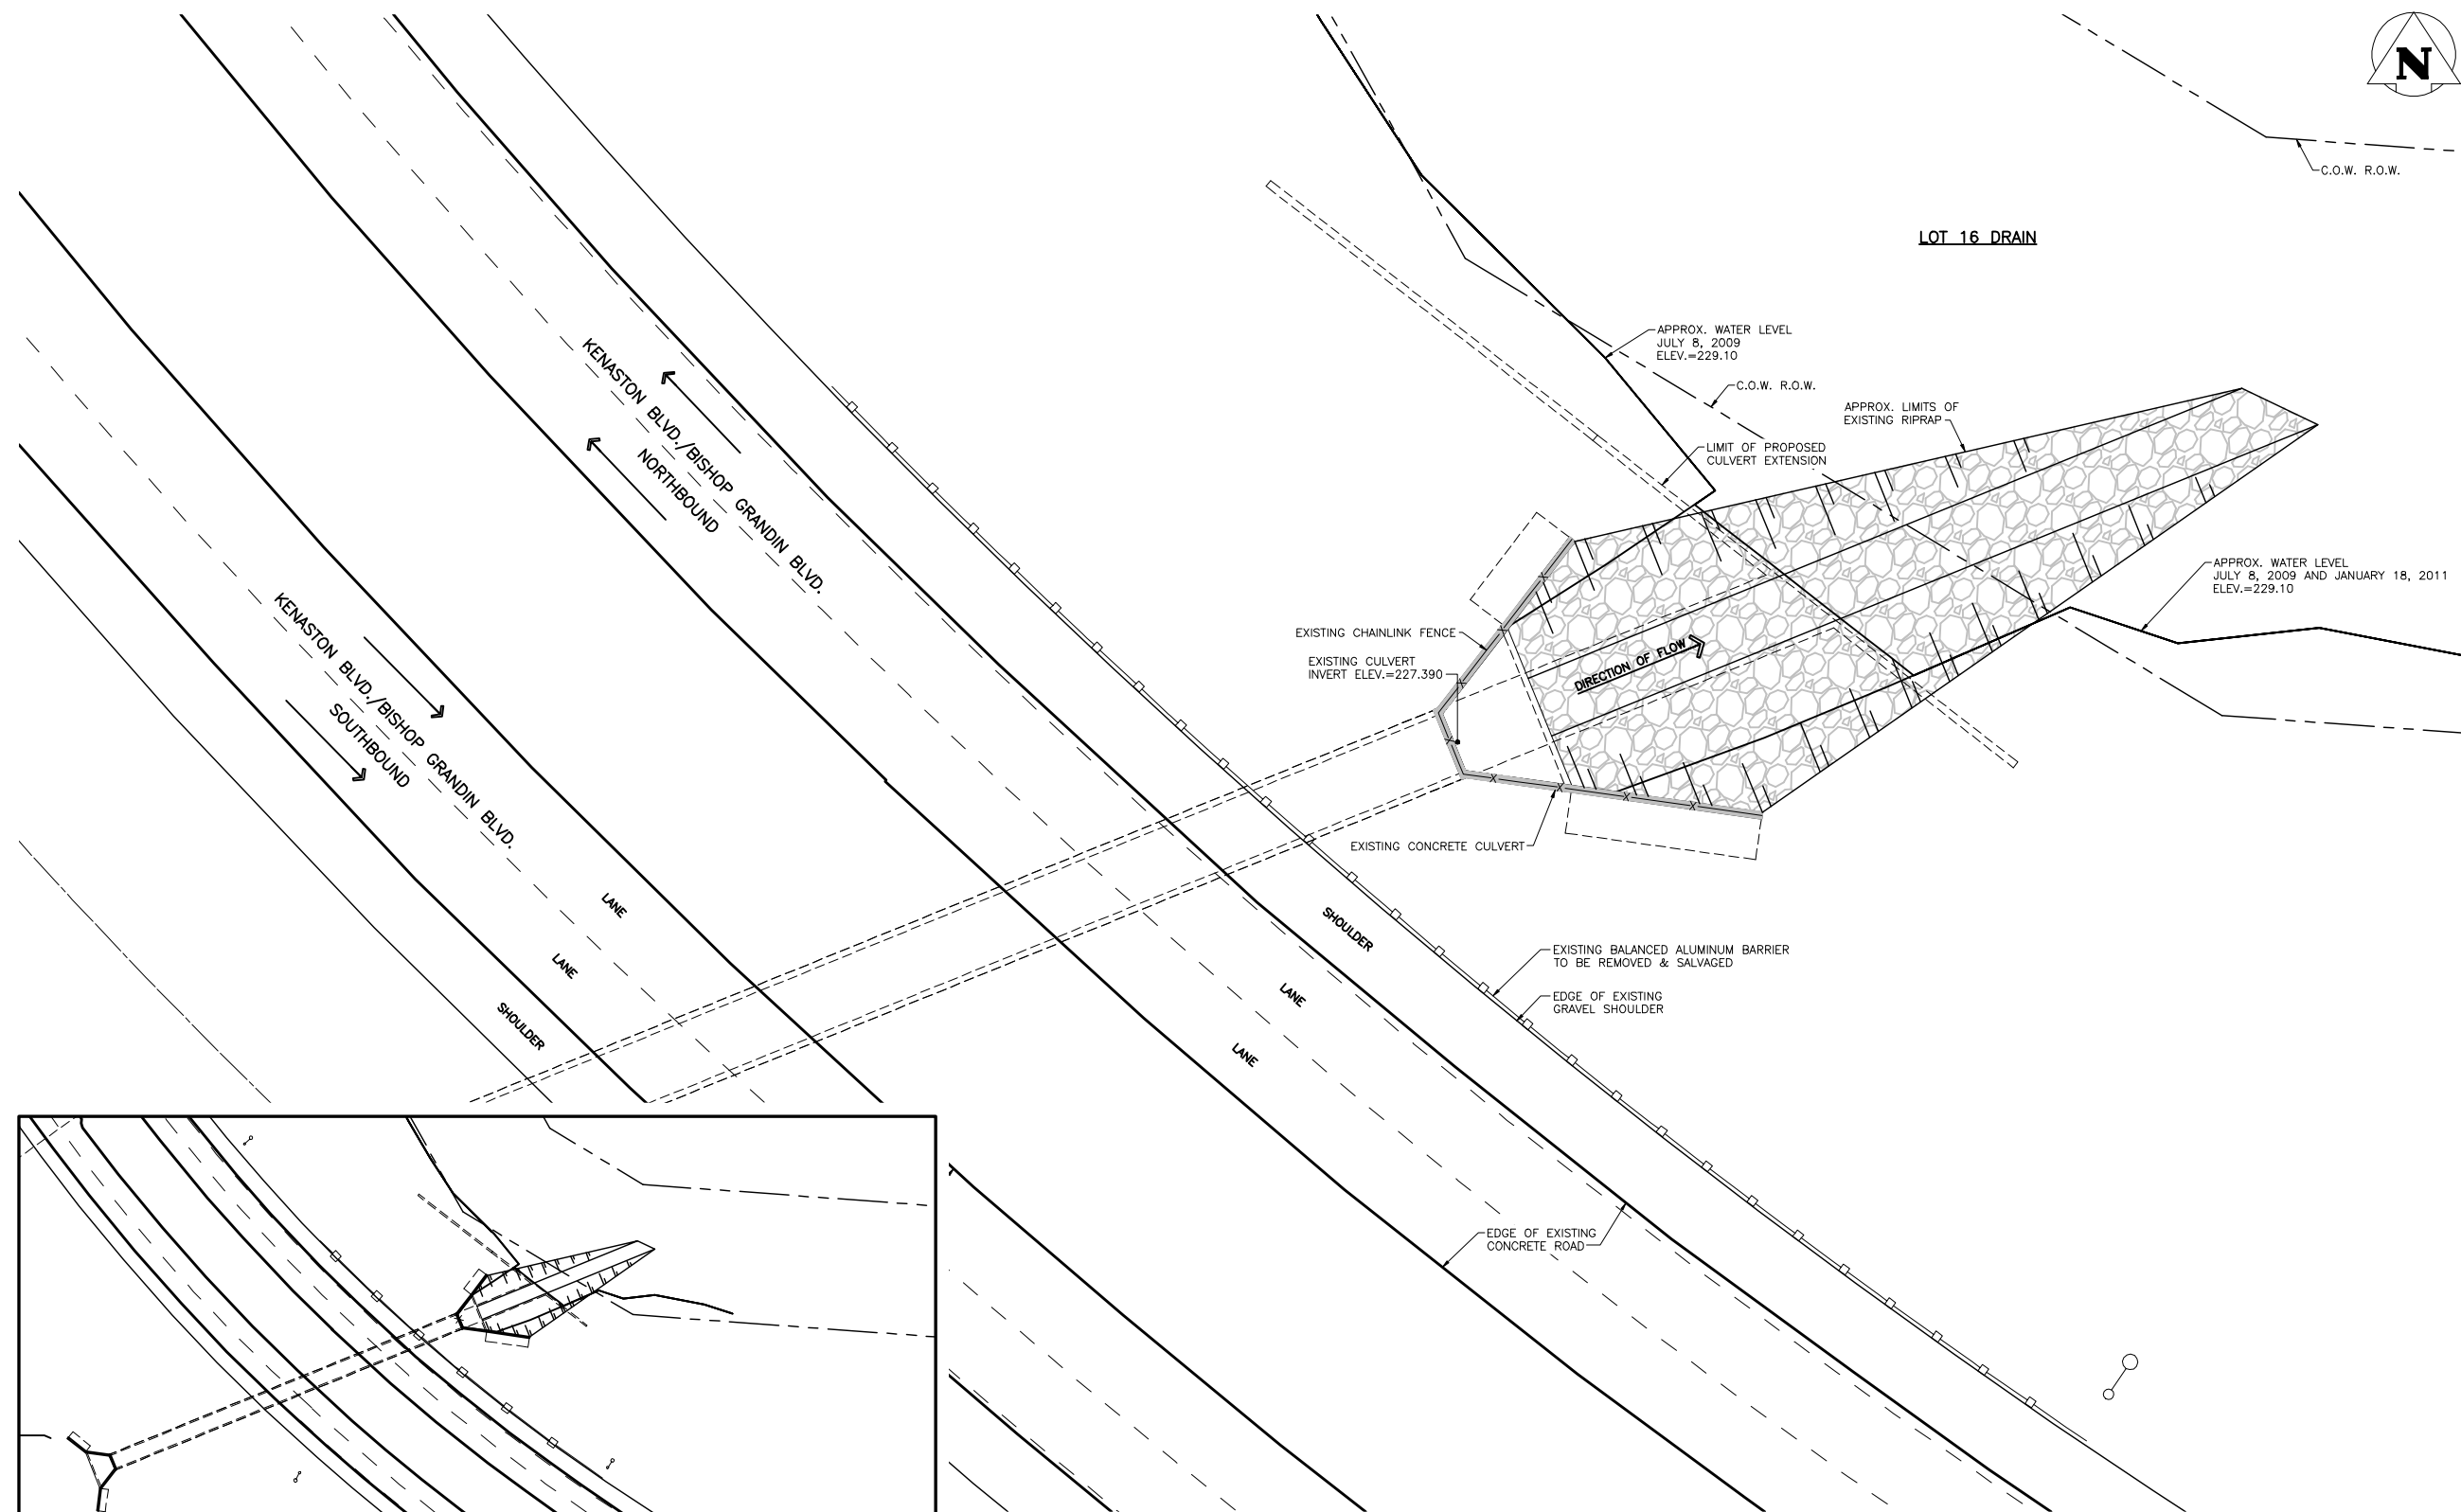 N
C.O.W. R.O.W.
LOT 16 DRAIN
APPROX. WATER LEVEL
JULY 8, 2009
ELEV.=229.10
C.O.W. R.O.W.
APPROX. LIMITS OF
EXISTING RIPRAP
LIMIT OF PROPOSED
CULVERT EXTENSION
KENASTON BLVD./BISHOP GRANDIN BLVD.
NORTHBOUND
APPROX. WATER LEVEL
JULY 8, 2009 AND JANUARY 18, 2011
ELEV.=229.10
EXISTING CHAINLINK FENCE
EXISTING CULVERT
INVERT ELEV.=227.390
DIRECTION OF FLOW
KENASTON BLVD./BISHOP GRANDIN BLVD.
SOUTHBOUND
EXISTING CONCRETE CULVERT
LANE
LANE
SHOULDER
SHOULDER
LANE
LANE
EXISTING BALANCED ALUMINUM BARRIER
TO BE REMOVED & SALVAGED
EDGE OF EXISTING
GRAVEL SHOULDER
EDGE OF EXISTING
CONCRETE ROAD